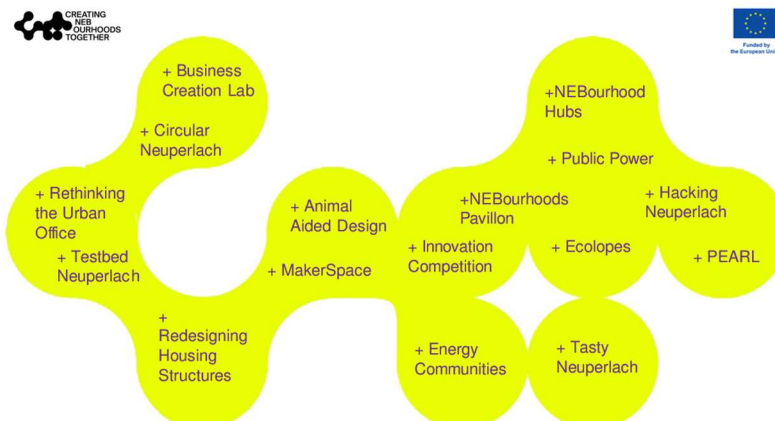 CREATING
NEB
OURHOODS
TOGETHER
Funded by
the European Uni
+ Business
Creation Lab
+ Circular
Neuperlach
+ Rethinking
the Urban
Office
+ Testbed
Neuperlach
+
Redesigning
Housing
Structures
+ Animal
Aided Design
+ MakerSpace
+NEBourhoods
Pavillon
+ Innovation
Competition
+ Energy
Communities
+NEBourhood
Hubs
+ Public Power
+ Ecolopes
+ Tasty
Neuperlach
+ Hacking
Neuperlach
+ PEARL